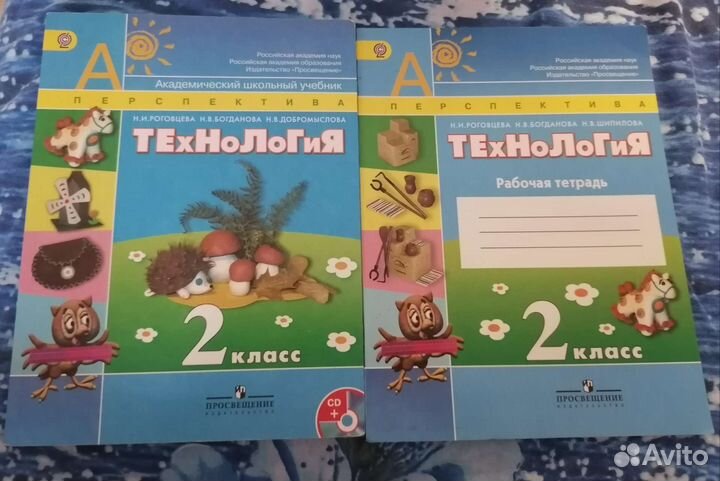 А
Российская академия наук
Российская академия образования
Издательство «Просвещение»
Академический школьный учебник
ПЕРСПЕКТИВА
Н.И.РОГОВЦЕВА Н.В.БОГДАНОВА Н.В.ДОБРОМЫСЛОВА
ТЕхНоЛоГиЯ
2 класс
ПРОСВЕЩЕНИЕ
ИЗДАТЕЛЬСТВО
CD
+
А
Российская академия наук
Российская академия образования
Издательство «Просвещение»
ПЕРСПЕКТИВА
Н.И.РОГОВЦЕВА Н.В.БОГДАНОВА Н.В.ШИПИЛОВА
ТЕхНоЛоГиЯ
Рабочая тетрадь
2 класс
ПРОСВЕЩЕНИЕ
ИЗДАТЕЛЬСТВО
Avito